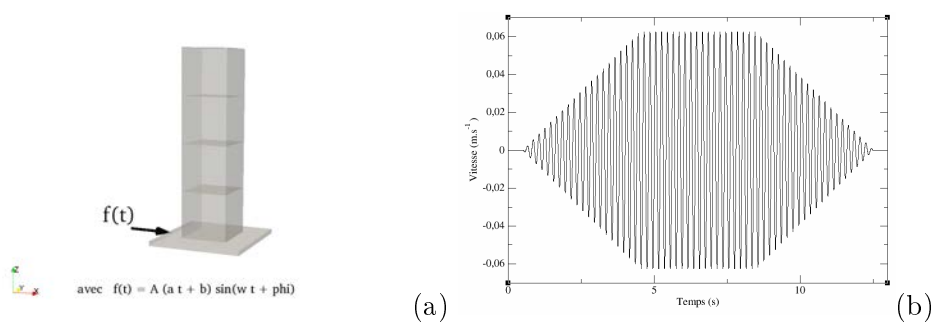 f(t)
Z
Y
X
avec f(t) = A (a t + b) sin(w t + phi)
(a)
0,06
0,04
0,02
0
-0,02
-0,04
-0,06
Vitesse (m.s⁻¹)
0
5
10
Temps (s)
(b)